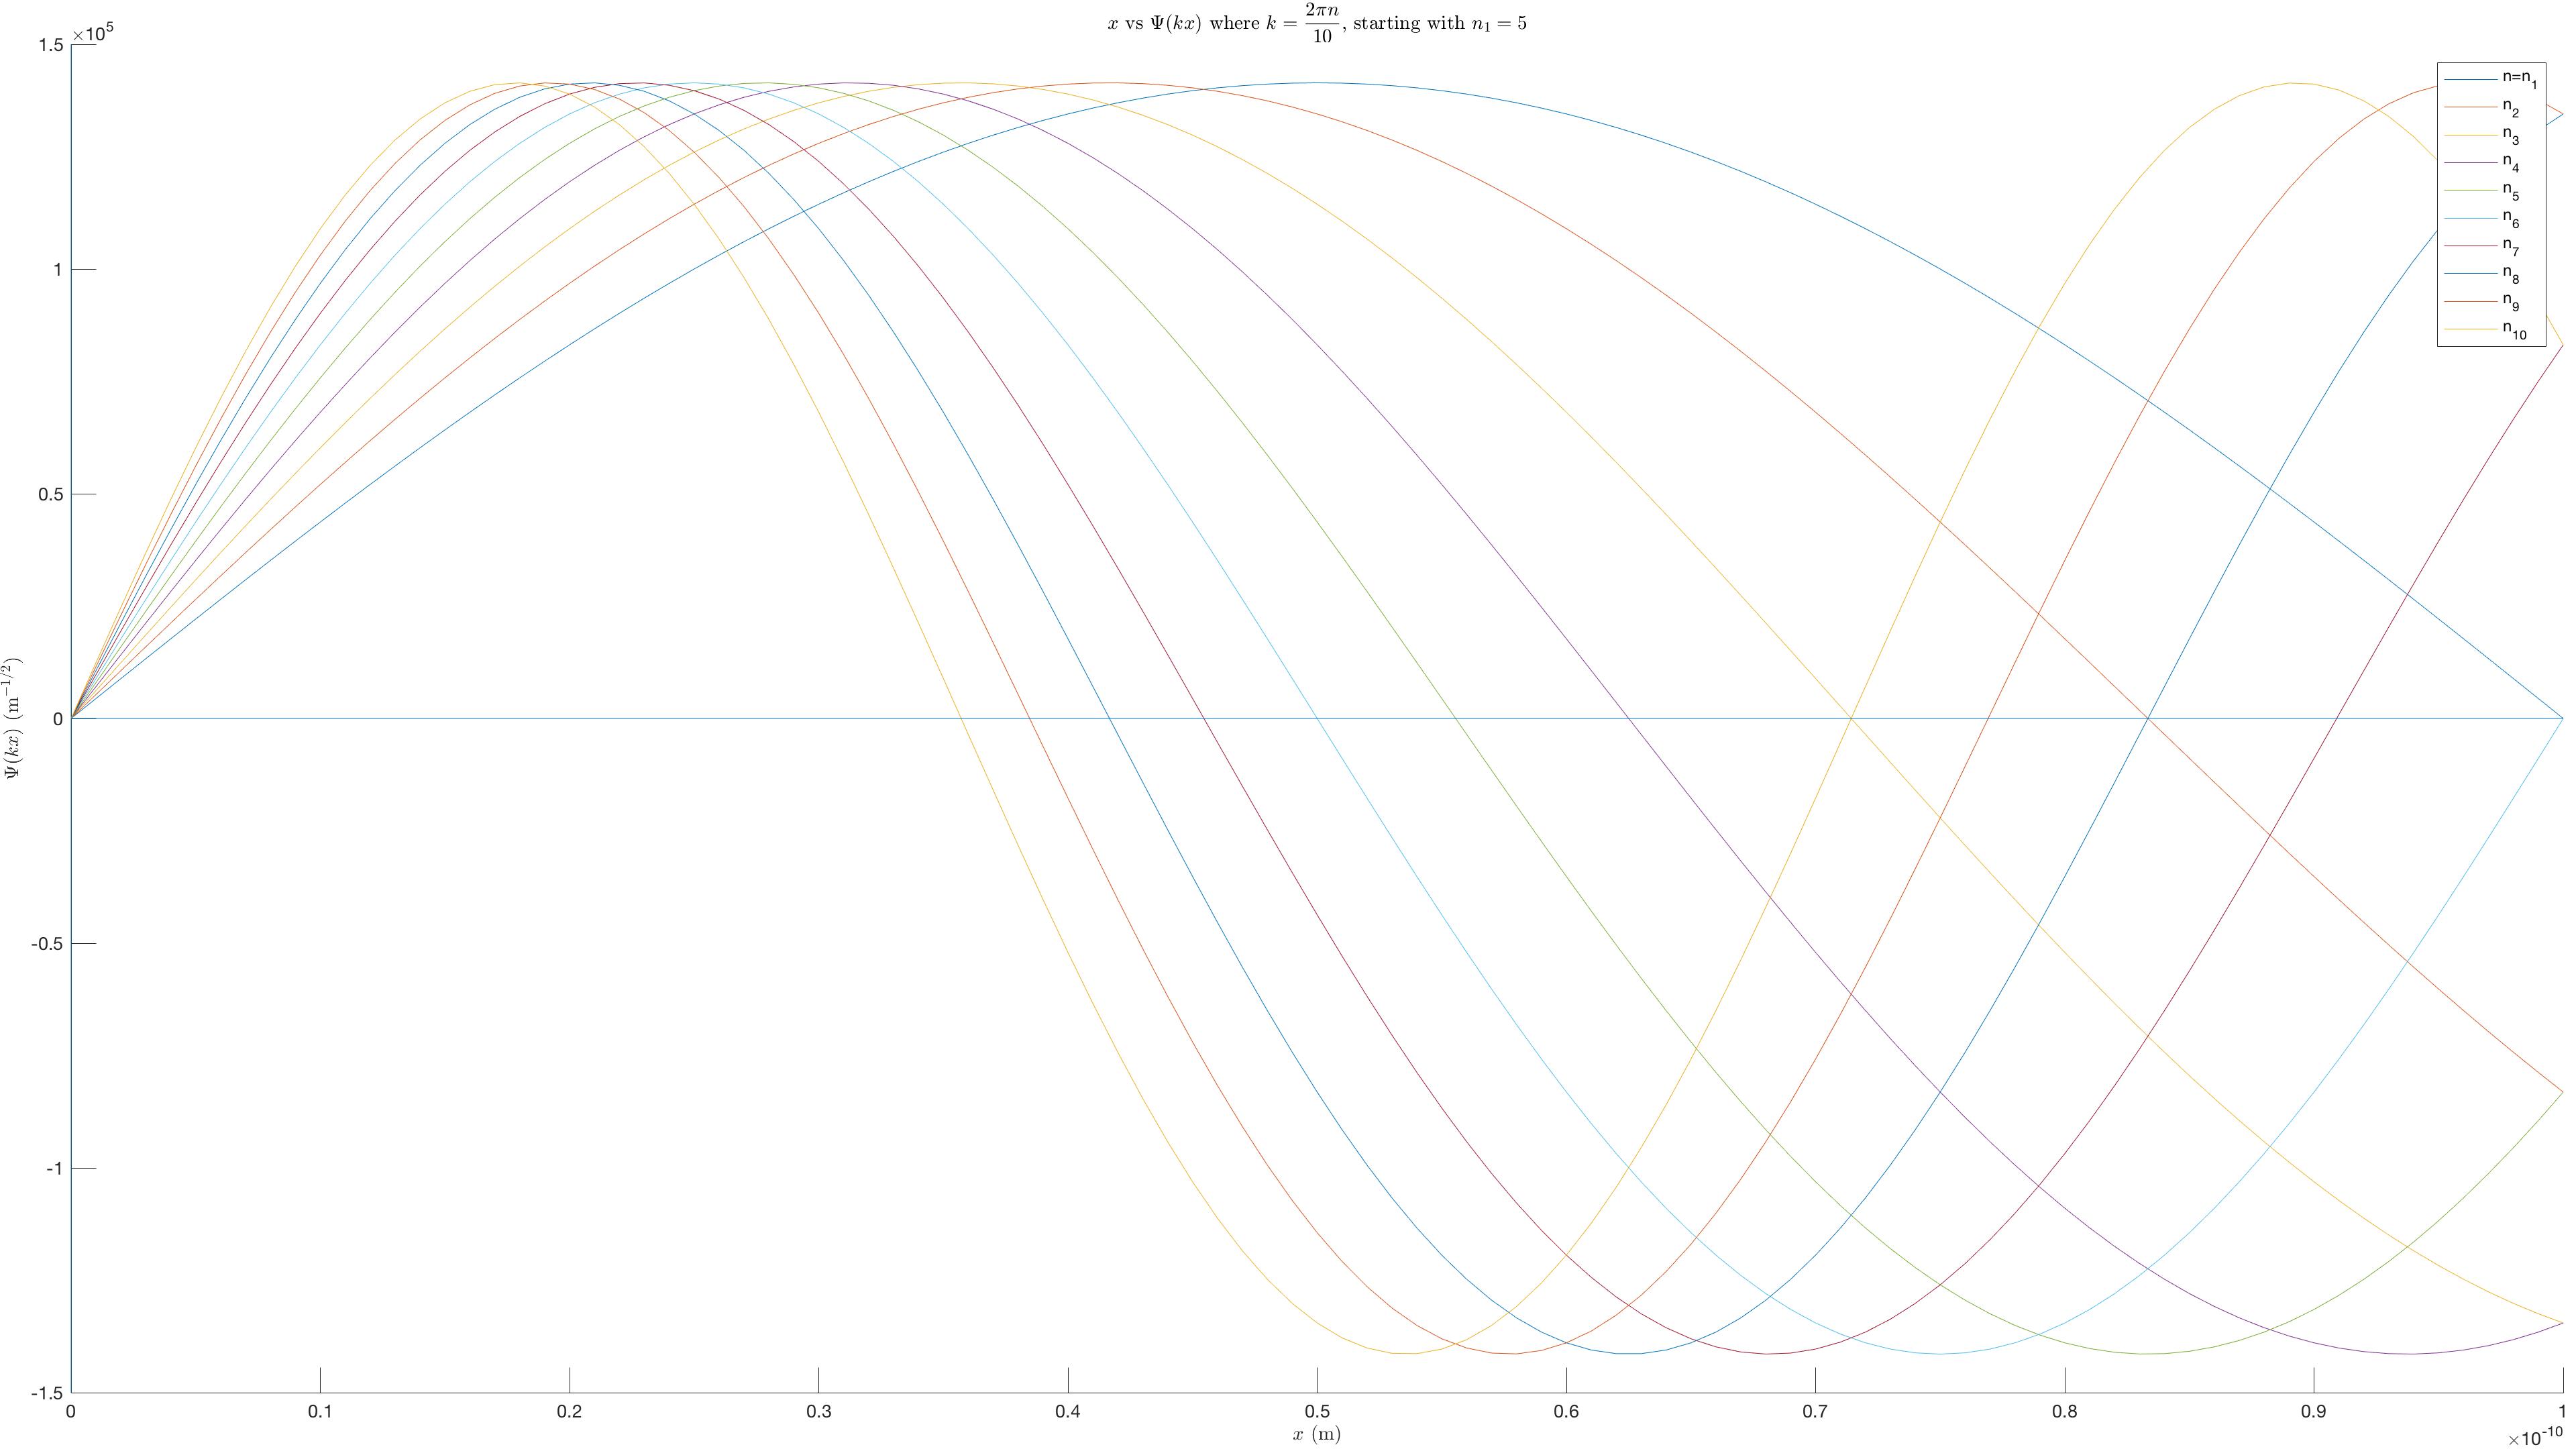 x vs Ψ(kx) where k = 2πn/10, starting with n₁ = 5
×10⁵
1.5
1
0.5
0
-0.5
-1
-1.5
Ψ(kx) (m⁻¹/²)
n=n₁
n₂
n₃
n₄
n₅
n₆
n₇
n₈
n₉
n₁₀
0 0.1 0.2 0.3 0.4 0.5 0.6 0.7 0.8 0.9 1
x (m)
×10⁻¹⁰